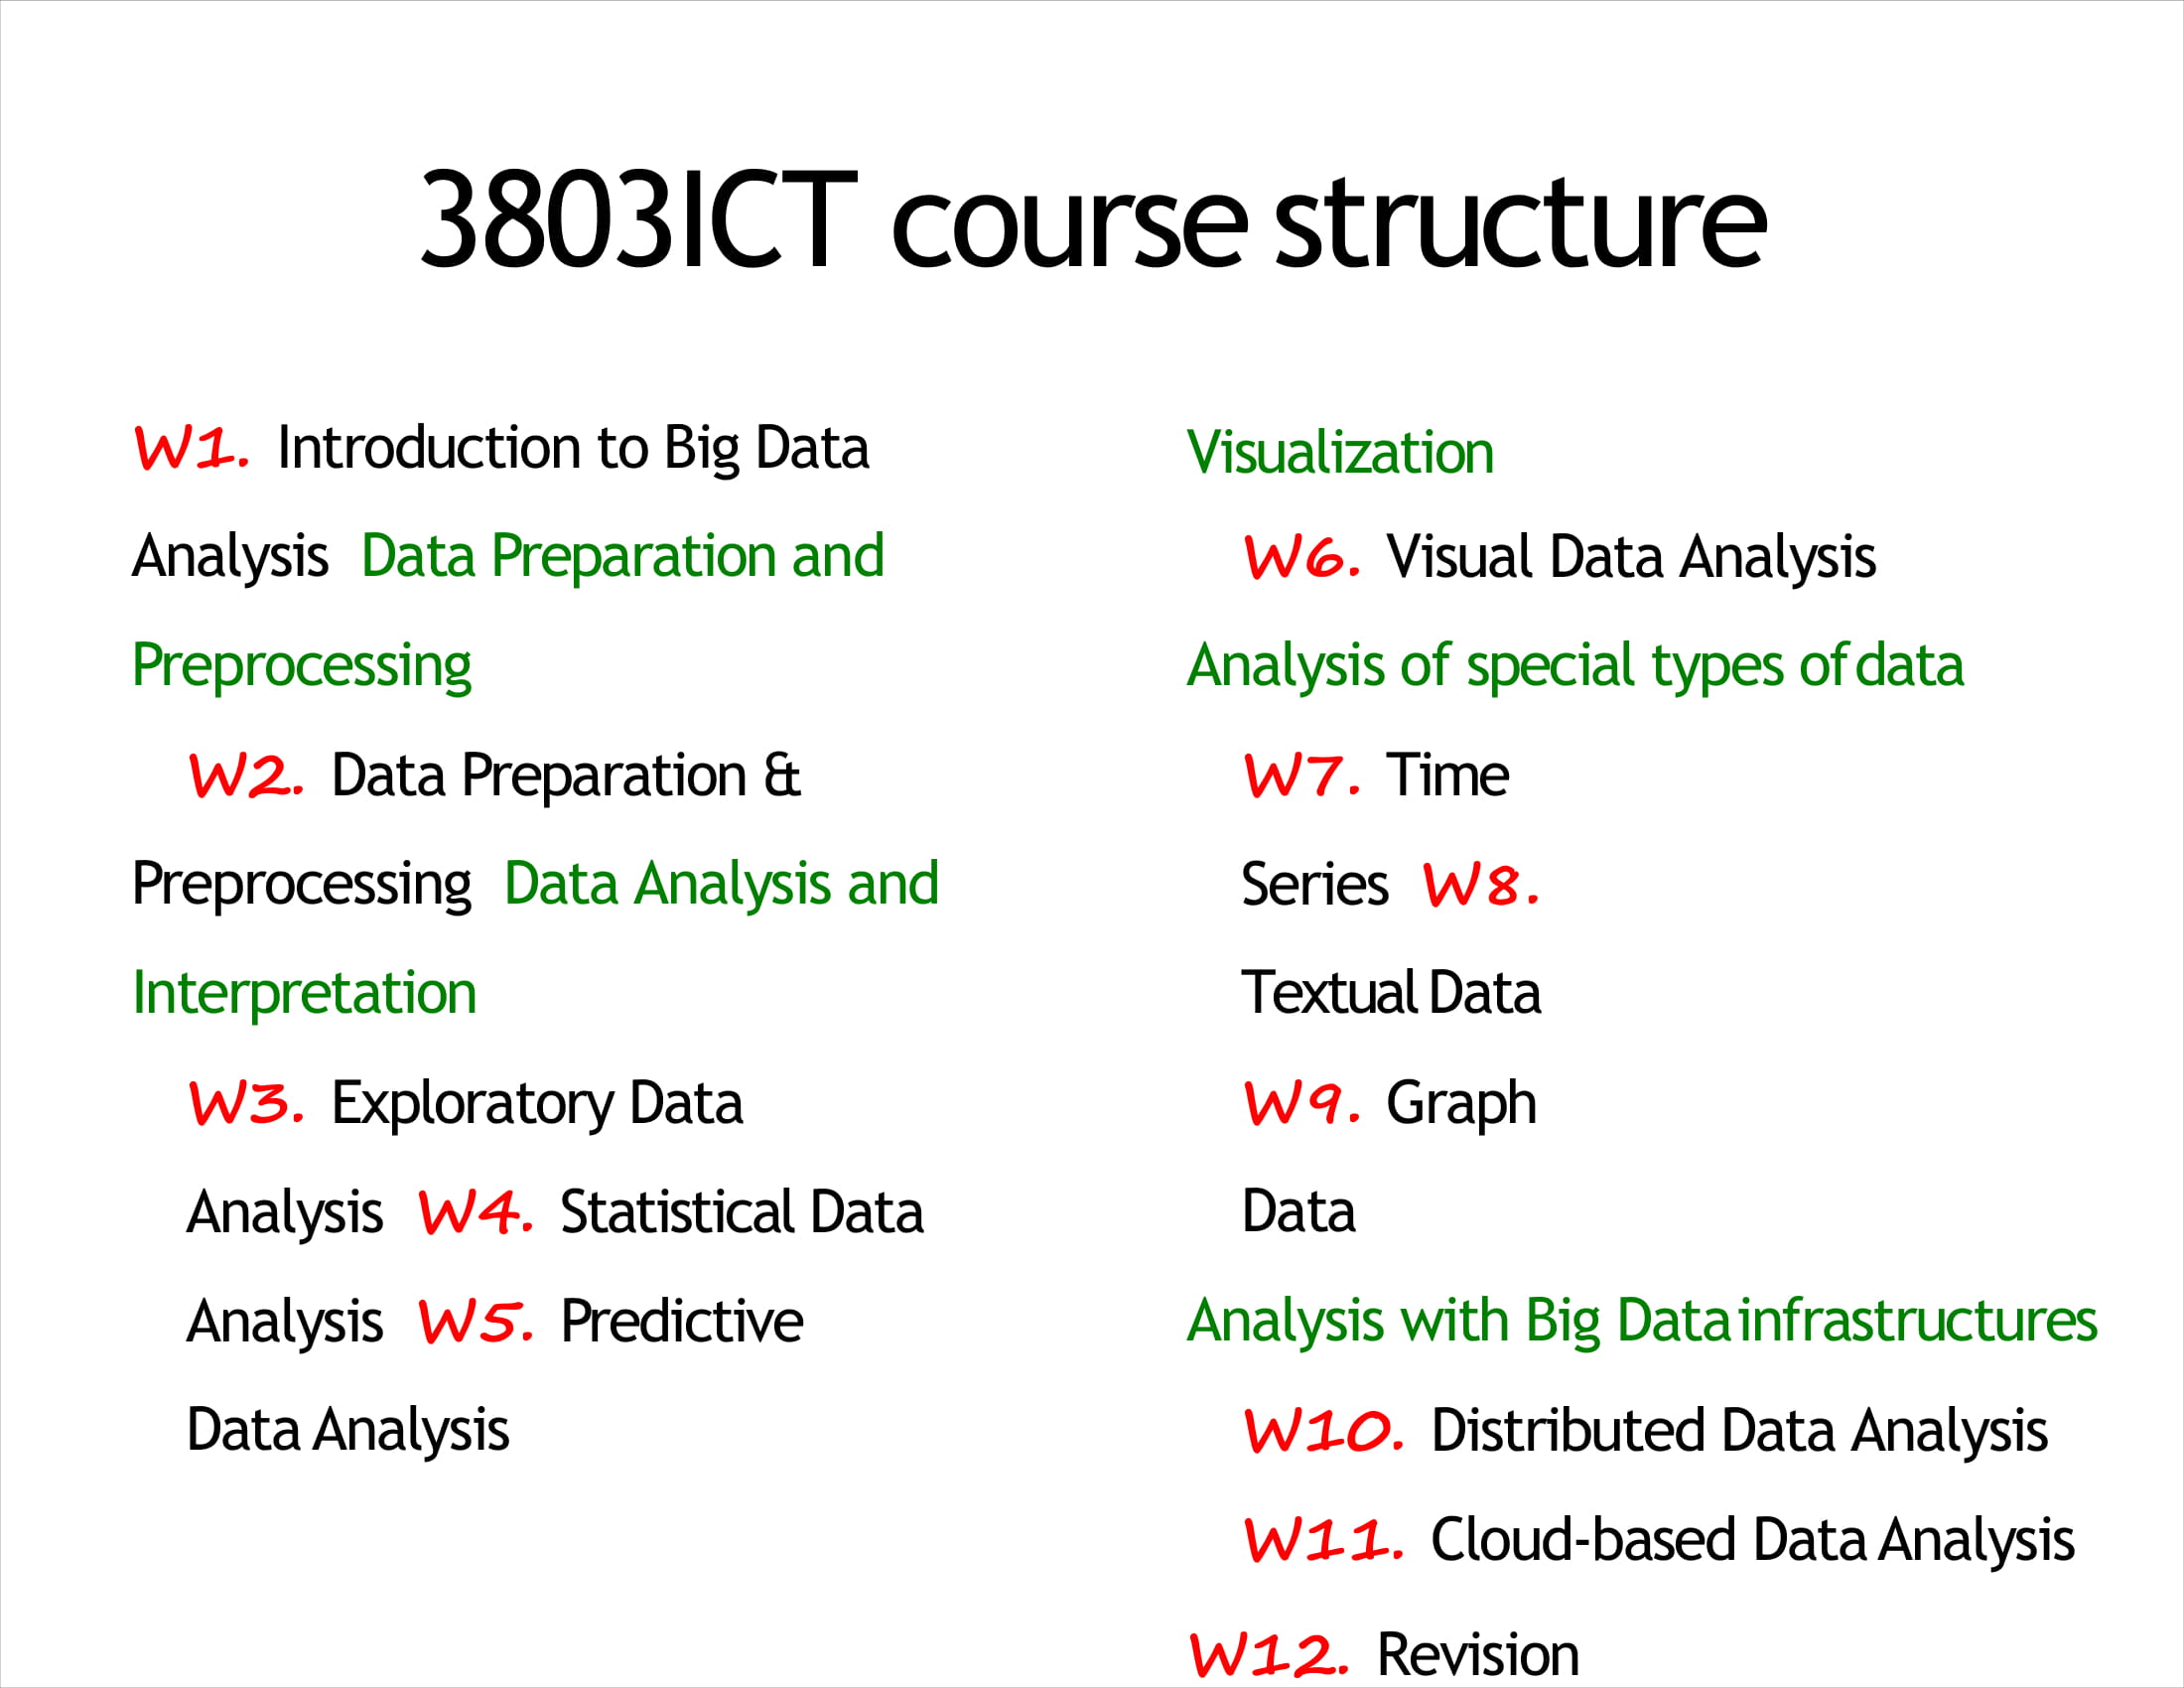 3803ICT course structure
W1. Introduction to Big Data
Analysis Data Preparation and
Preprocessing
W2. Data Preparation &
Preprocessing Data Analysis and
Interpretation
W3. Exploratory Data
Analysis W4. Statistical Data
Analysis W5. Predictive
Data Analysis
Visualization
W6. Visual Data Analysis
Analysis of special types of data
W7. Time
Series W8.
Textual Data
W9. Graph
Data
Analysis with Big Data infrastructures
W10. Distributed Data Analysis
W11. Cloud-based Data Analysis
W12. Revision